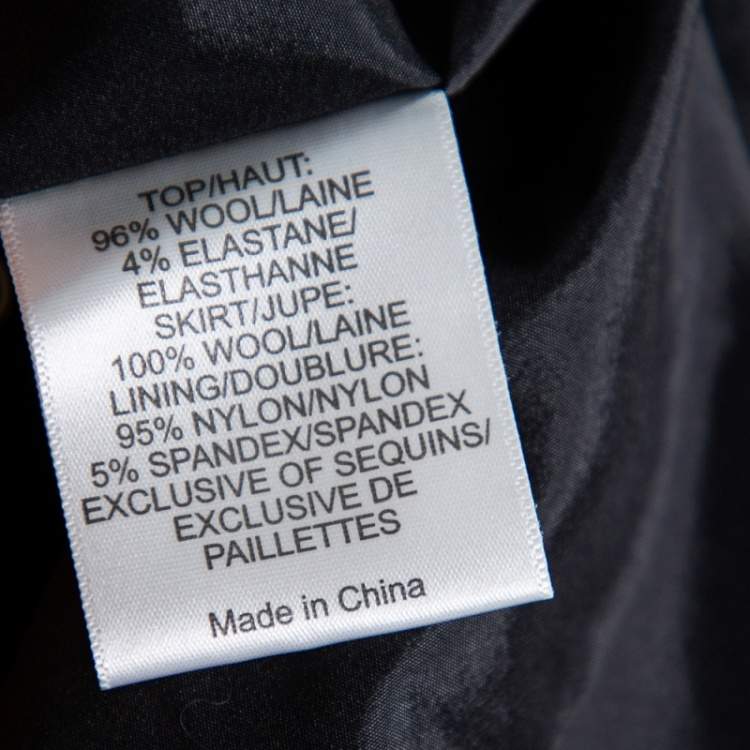 TOP/HAUT:
96% WOOL/LAINE
4% ELASTANE/
ELASTHANNE
SKIRT/JUPE:
100% WOOL/LAINE
LINING/DOUBLURE:
95% NYLON/NYLON
5% SPANDEX/SPANDEX
EXCLUSIVE OF SEQUINS/
EXCLUSIVE DE
PAILLETTES
Made in China